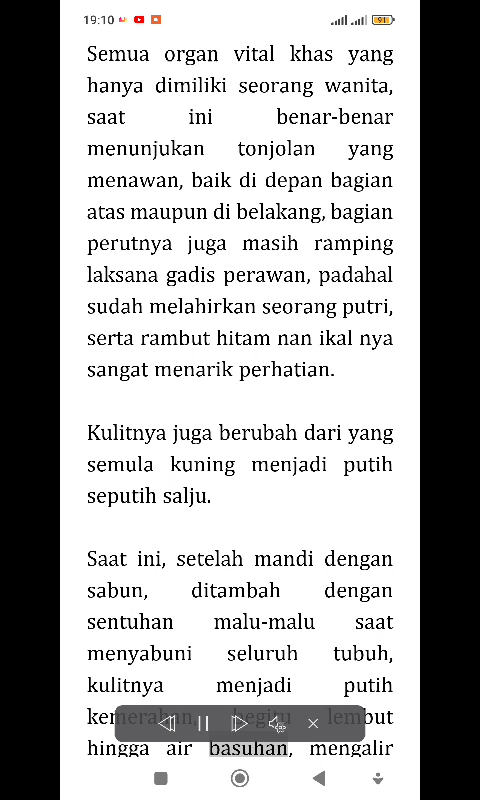 19:10
91
Semua organ vital khas yang
hanya dimiliki seorang wanita,
saat ini benar-benar
menunjukan tonjolan yang
menawan, baik di depan bagian
atas maupun di belakang, bagian
perutnya juga masih ramping
laksana gadis perawan, padahal
sudah melahirkan seorang putri,
serta rambut hitam nan ikal nya
sangat menarik perhatian.
Kulitnya juga berubah dari yang
semula kuning menjadi putih
seputih salju.
Saat ini, setelah mandi dengan
sabun, ditambah dengan
sentuhan malu-malu saat
menyabuni seluruh tubuh,
kulitnya menjadi putih
kemerahan, begitu lembut
hingga air basuhan, mengalir